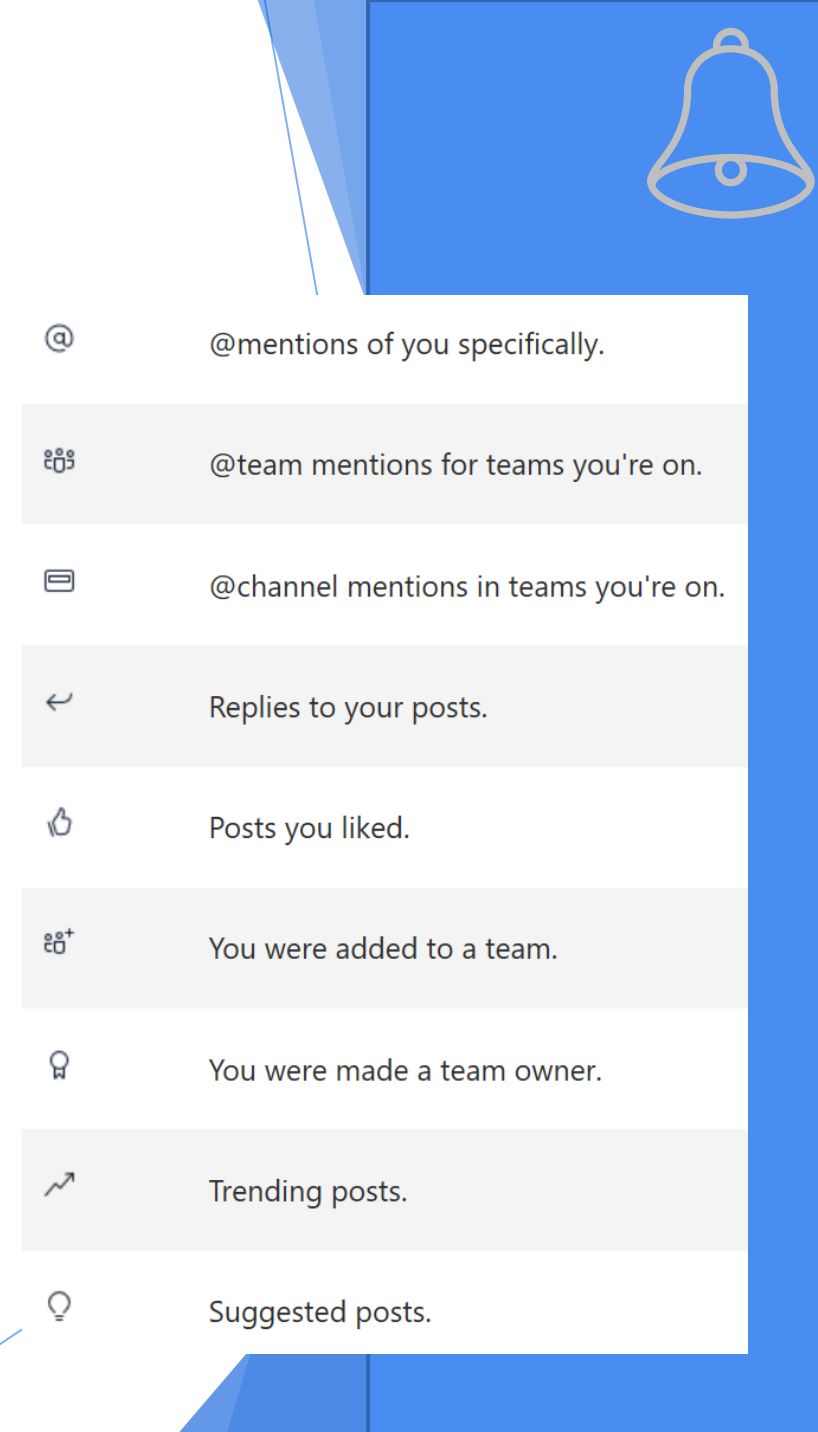 @mentions of you specifically.
@team mentions for teams you're on.
@channel mentions in teams you're on.
Replies to your posts.
Posts you liked.
You were added to a team.
You were made a team owner.
Trending posts.
Suggested posts.